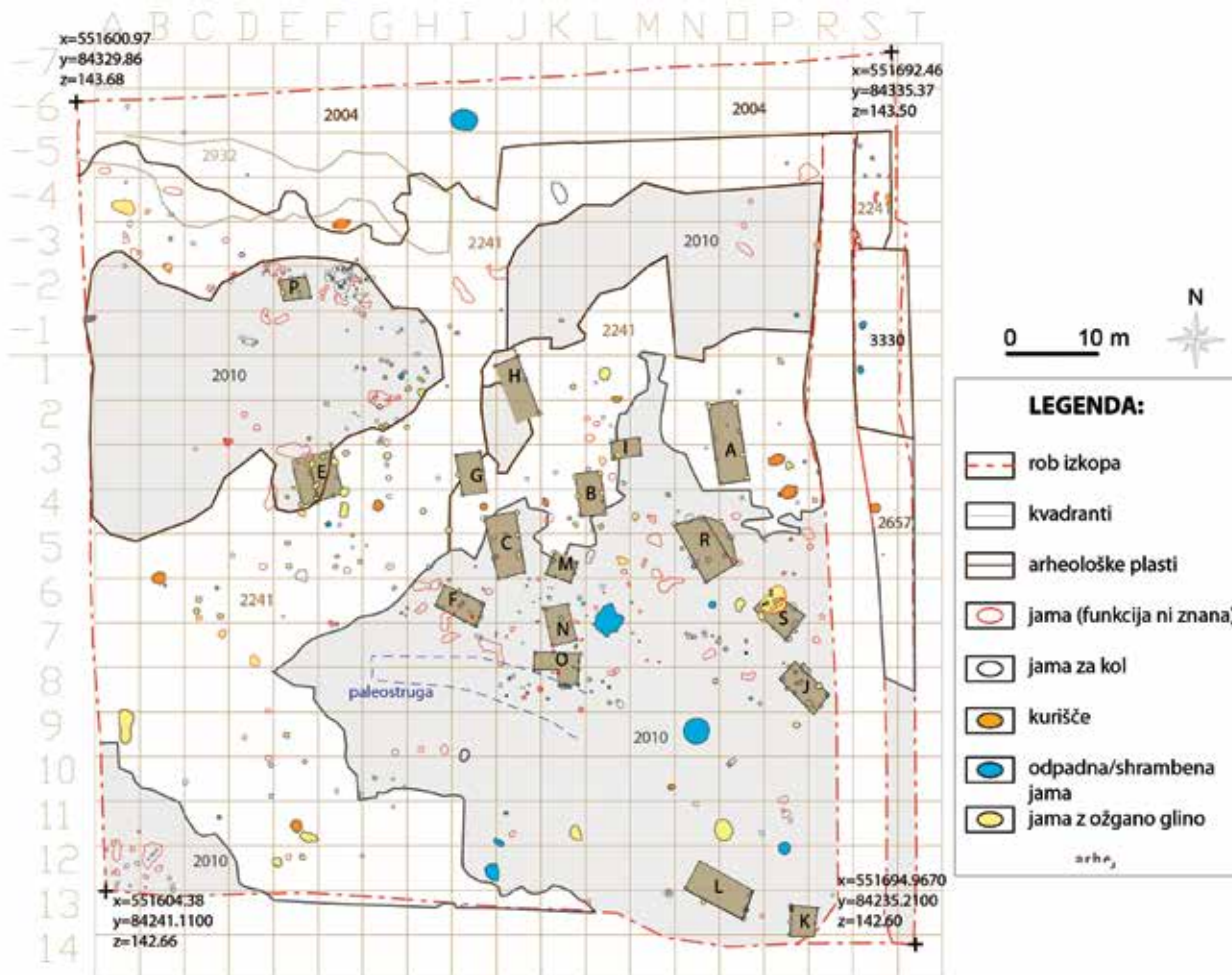 A B C D E F G H I J K L M N O P R S T
x=551600.97
y=84329.86
z=143.68
x=551692.46
y=84335.37
z=143.50
-7
-6
-5
-4
-3
-2
-1
1
2
3
4
5
6
7
8
9
10
11
12
13
14
2004
2004
2932
2241
2241
2010
2010
2241
3330
2657
2241
2010
2010
P
H
E
G
I
A
B
C
M
R
F
N
S
O
J
L
K
paleostruga
x=551604.38
y=84241.1100
z=142.66
x=551694.9670
y=84235.2100
z=142.60
N
0 10 m
LEGENDA:
rob izkopa
kvadranti
arheološke plasti
jama (funkcija ni znana)
jama za kol
kurišče
odpadna/shrambena
jama
jama z ožgano glino